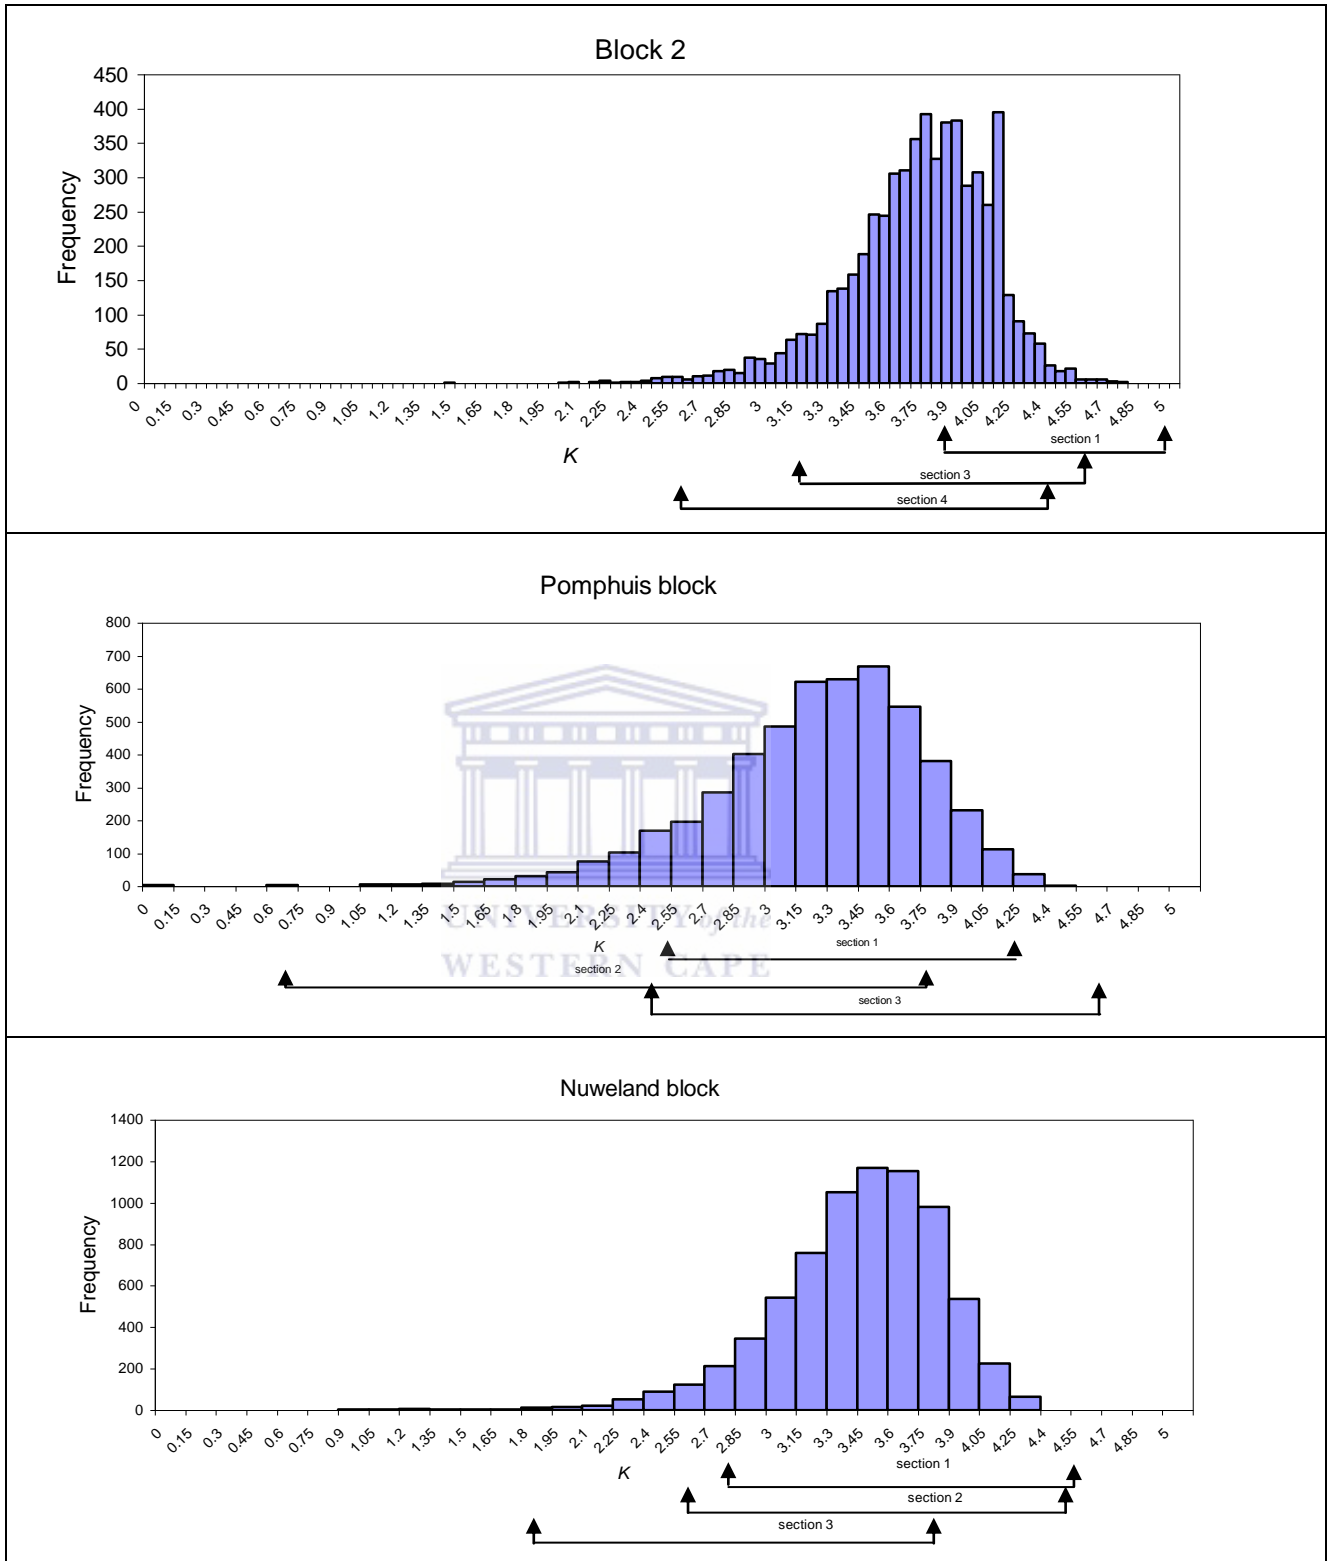 Block 2
450
400
350
300
250
200
150
100
50
0
Frequency
0 0.15 0.3 0.45 0.6 0.75 0.9 1.05 1.2 1.35 1.5 1.65 1.8 1.95 2.1 2.25 2.4 2.55 2.7 2.85 3 3.15 3.3 3.45 3.6 3.75 3.9 4.05 4.25 4.4 4.55 4.7 4.85 5
K
section 1
section 3
section 4
Pomphuis block
800
700
600
500
400
300
200
100
0
Frequency
0 0.15 0.3 0.45 0.6 0.75 0.9 1.05 1.2 1.35 1.5 1.65 1.8 1.95 2.1 2.25 2.4 2.55 2.7 2.85 3 3.15 3.3 3.45 3.6 3.75 3.9 4.05 4.25 4.4 4.55 4.7 4.85 5
UNIVERSITY of the
WESTERN CAPE
K
section 1
section 2
section 3
Nuweland block
1400
1200
1000
800
600
400
200
0
Frequency
0 0.15 0.3 0.45 0.6 0.75 0.9 1.05 1.2 1.35 1.5 1.65 1.8 1.95 2.1 2.25 2.4 2.55 2.7 2.85 3 3.15 3.3 3.45 3.6 3.75 3.9 4.05 4.25 4.4 4.55 4.7 4.85 5
K
section 1
section 2
section 3